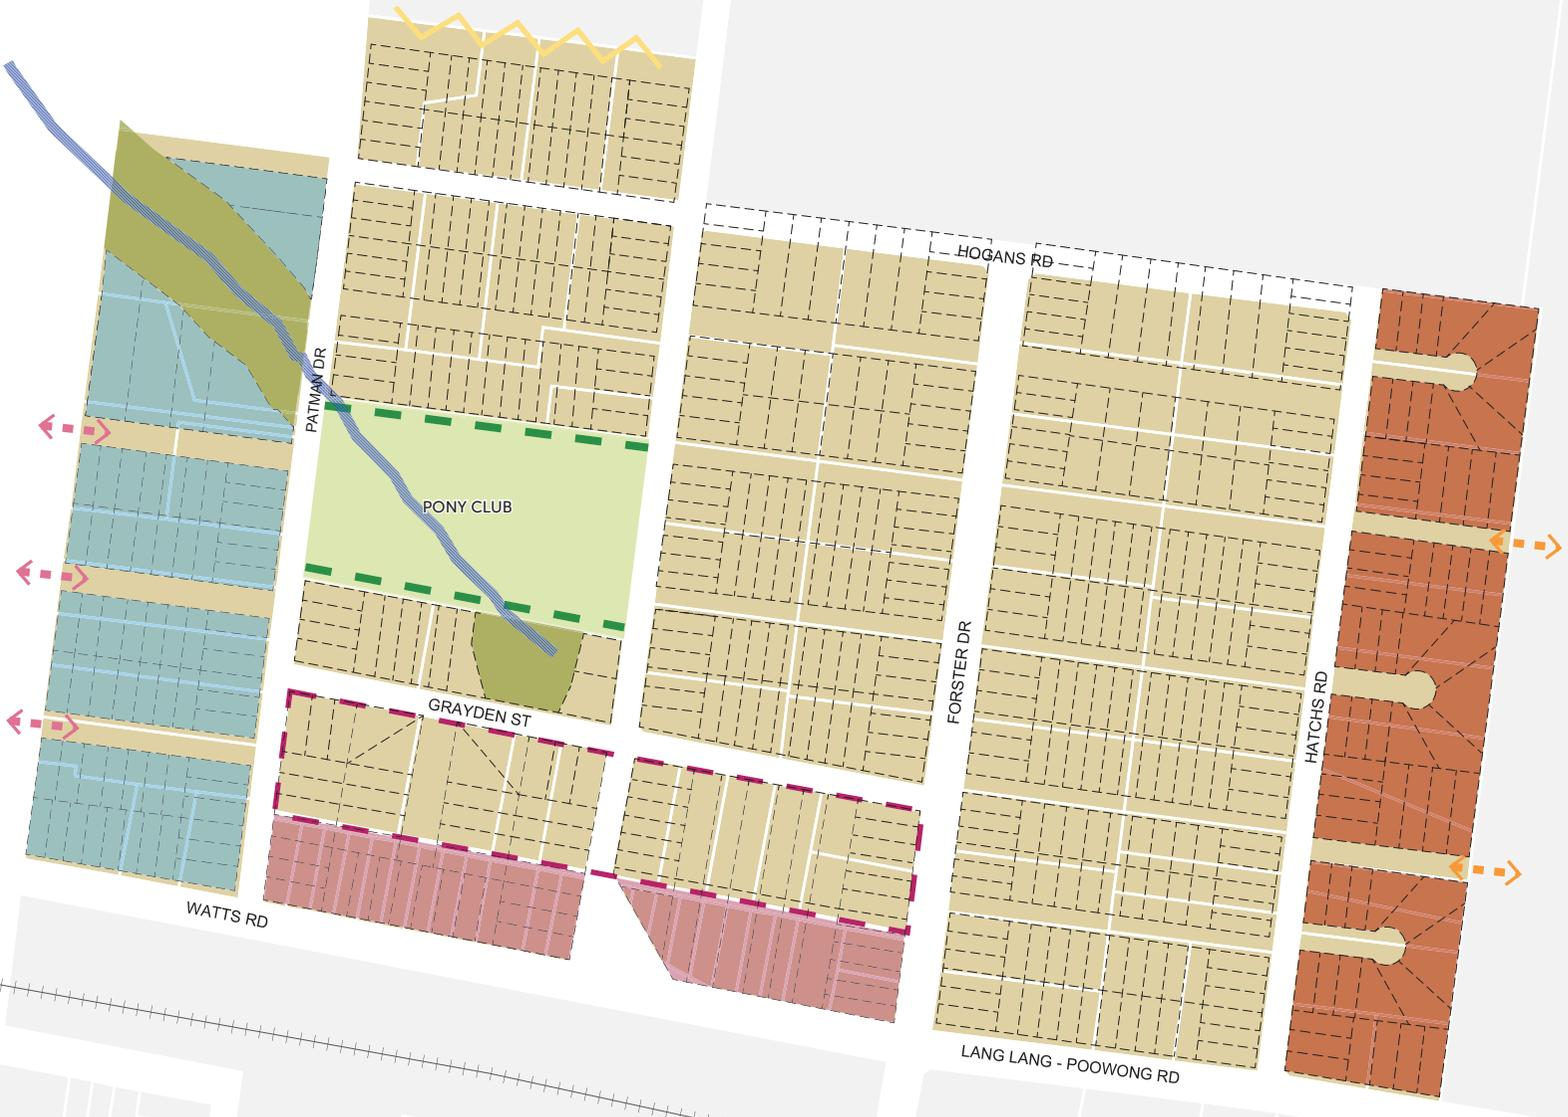 HOGANS RD
PATMAN DR
PONY CLUB
GRAYDEN ST
FORSTER DR
HATCHS RD
WATTS RD
LANG LANG - POOWONG RD